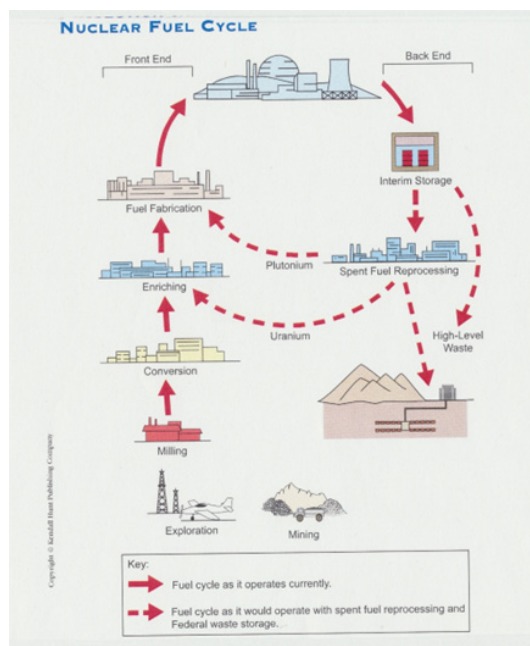 NUCLEAR FUEL CYCLE
Front End
Back End
Interim Storage
Fuel Fabrication
Plutonium
Spent Fuel Reprocessing
Enriching
Uranium
High-Level
Waste
Conversion
Milling
Exploration
Mining
Copyright © Kendall Hunt Publishing Company
Key:
Fuel cycle as it operates currently.
Fuel cycle as it would operate with spent fuel reprocessing and
Federal waste storage.